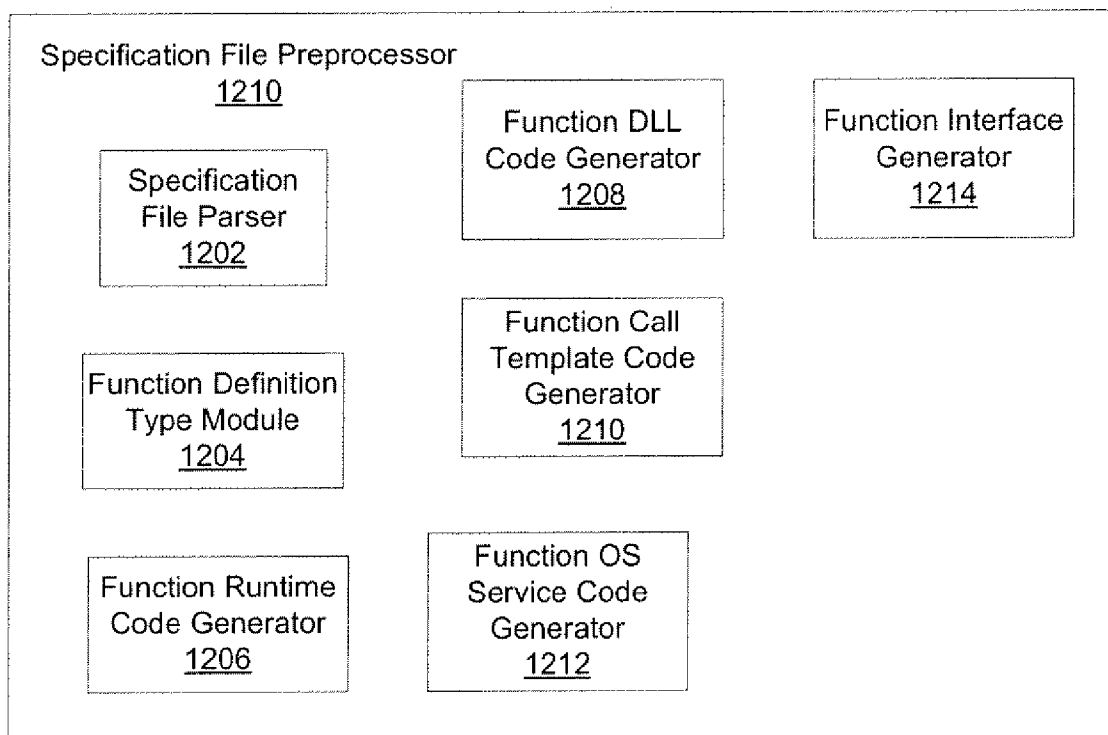 Specification File Preprocessor
1210
Specification
File Parser
1202
Function Definition
Type Module
1204
Function Runtime
Code Generator
1206
Function DLL
Code Generator
1208
Function Call
Template Code
Generator
1210
Function OS
Service Code
Generator
1212
Function Interface
Generator
1214